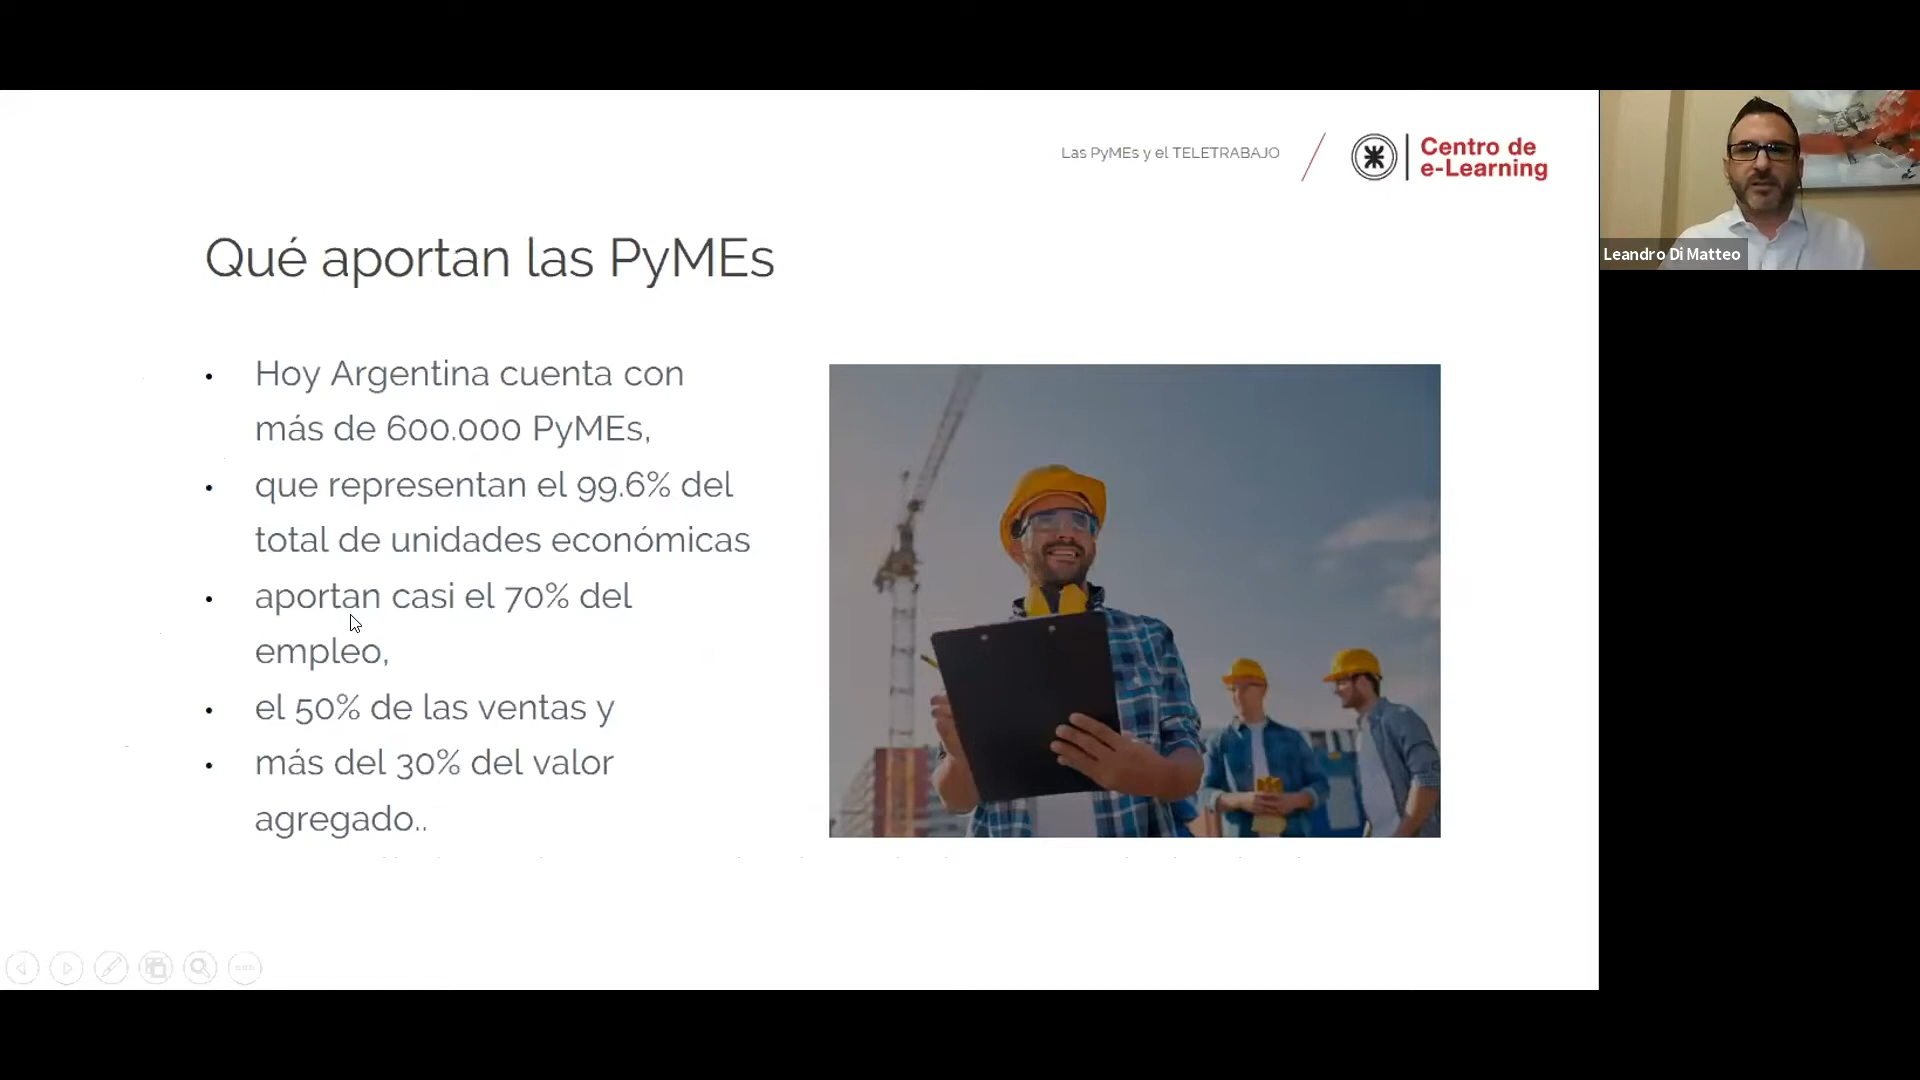 Las PyMEs y el TELETRABAJO
Centro de
e-Learning
Leandro Di Matteo
Qué aportan las PyMEs
• Hoy Argentina cuenta con
más de 600.000 PyMEs,
• que representan el 99.6% del
total de unidades económicas
• aportan casi el 70% del
empleo,
• el 50% de las ventas y
• más del 30% del valor
agregado..